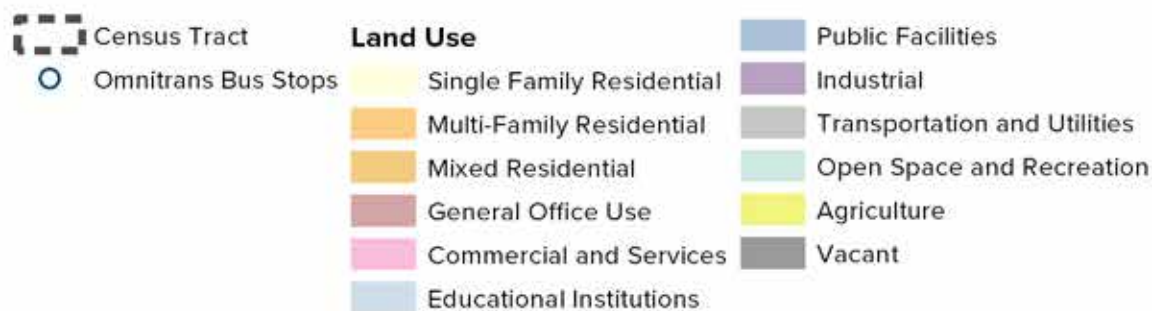 Census Tract
Omnitrans Bus Stops
Land Use
Single Family Residential
Multi-Family Residential
Mixed Residential
General Office Use
Commercial and Services
Educational Institutions
Public Facilities
Industrial
Transportation and Utilities
Open Space and Recreation
Agriculture
Vacant